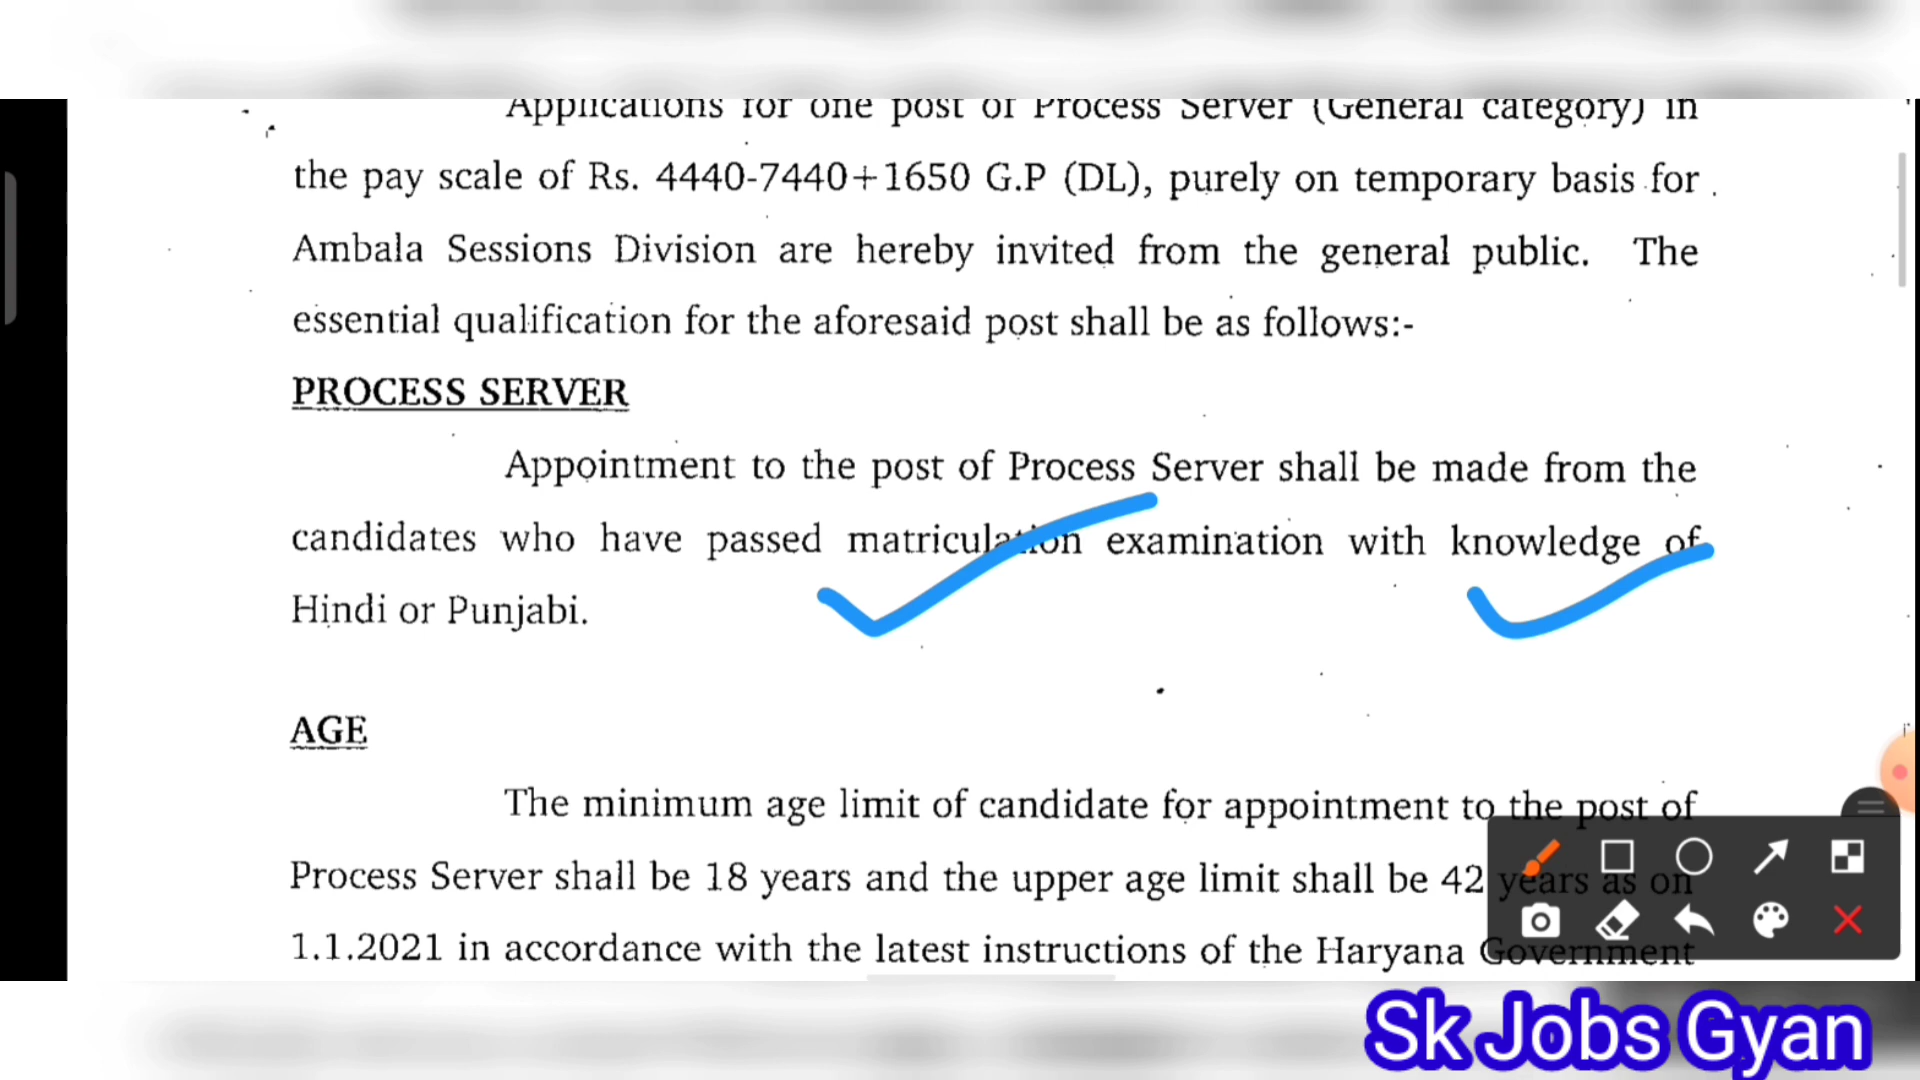 Applications for one post of Process Server (General category) in
the pay scale of Rs. 4440-7440+1650 G.P (DL), purely on temporary basis for
Ambala Sessions Division are hereby invited from the general public. The
essential qualification for the aforesaid post shall be as follows:-
PROCESS SERVER
Appointment to the post of Process Server shall be made from the
candidates who have passed matriculation examination with knowledge of
Hindi or Punjabi.
AGE
The minimum age limit of candidate for appointment to the post of
Process Server shall be 18 years and the upper age limit shall be 42 years as on
1.1.2021 in accordance with the latest instructions of the Haryana Government
Sk Jobs Gyan